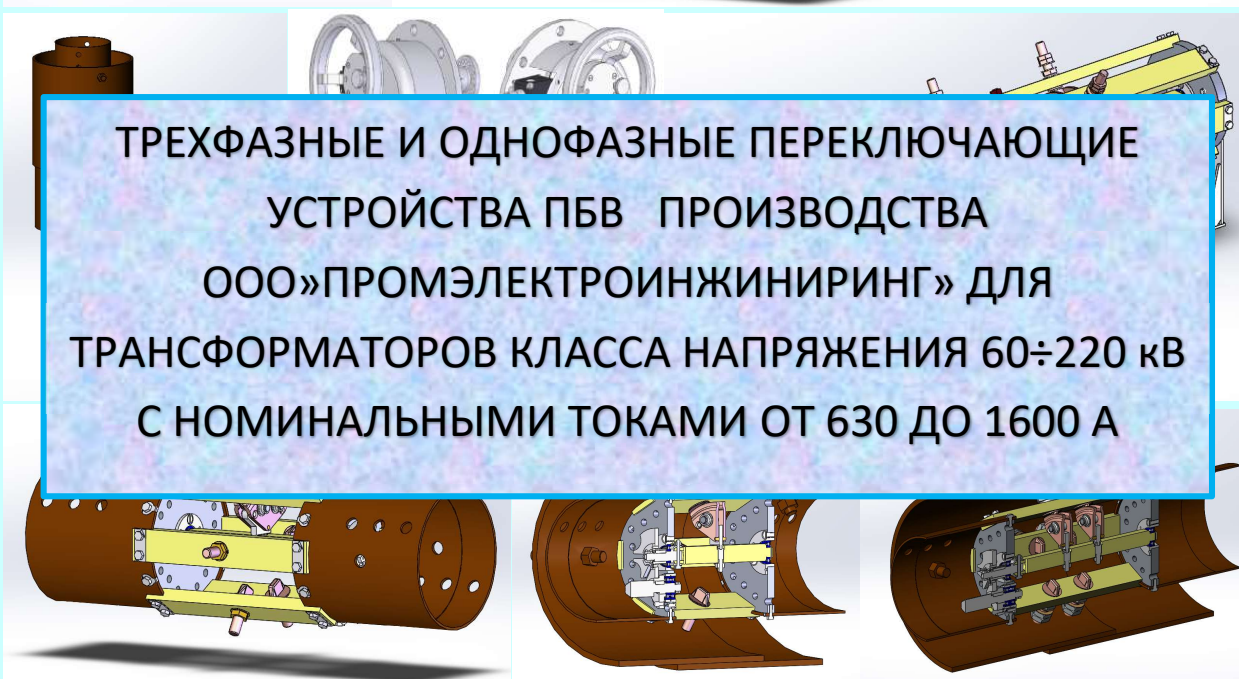 ТРЕХФАЗНЫЕ И ОДНОФАЗНЫЕ ПЕРЕКЛЮЧАЮЩИЕ
УСТРОЙСТВА ПБВ ПРОИЗВОДСТВА
ООО»ПРОМЭЛЕКТРОИНЖИНИРИНГ» ДЛЯ
ТРАНСФОРМАТОРОВ КЛАССА НАПРЯЖЕНИЯ 60÷220 кВ
С НОМИНАЛЬНЫМИ ТОКАМИ ОТ 630 ДО 1600 А